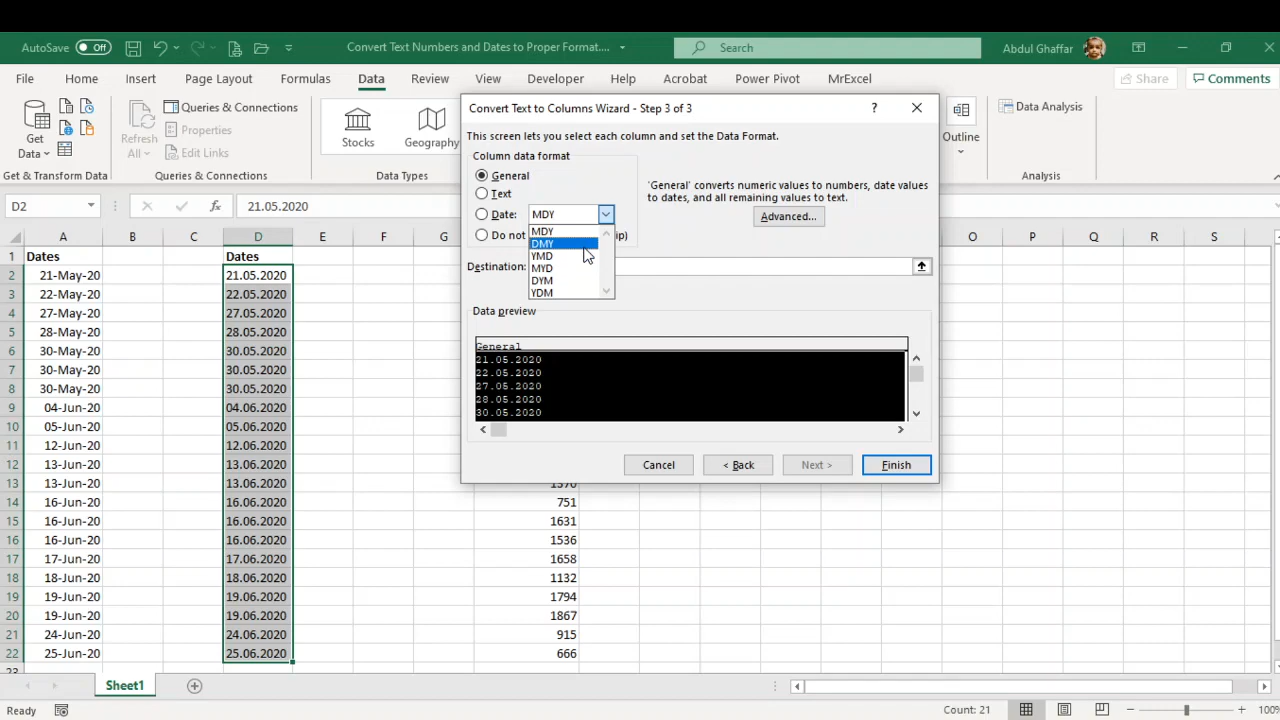 AutoSave Off Convert Text Numbers and Dates to Proper Format.... Search Abdul Ghaffar
File Home Insert Page Layout Formulas Data Review View Developer Help Acrobat Power Pivot MrExcel Share Comments
Get Data
Refresh All
Queries & Connections
Properties
Edit Links
Stocks Geography
Outline
Data Analysis
Get & Transform Data Queries & Connections Data Types Analysis
D2 fx 21.05.2020
Convert Text to Columns Wizard - Step 3 of 3 ?
This screen lets you select each column and set the Data Format.
Column data format
General
Text
Date: MDY
Do not
ip)
MDY
DMY
YMD
MYD
DYM
YDM
'General' converts numeric values to numbers, date values
to dates, and all remaining values to text.
Advanced...
Destination:
Data preview
General
21.05.2020
22.05.2020
27.05.2020
28.05.2020
30.05.2020
Cancel < Back Next > Finish
A B C D E F G O P Q R S
1 Dates Dates
2 21-May-20 21.05.2020
3 22-May-20 22.05.2020
4 27-May-20 27.05.2020
5 28-May-20 28.05.2020
6 30-May-20 30.05.2020
7 30-May-20 30.05.2020
8 30-May-20 30.05.2020
9 04-Jun-20 04.06.2020
10 05-Jun-20 05.06.2020
11 12-Jun-20 12.06.2020
12 13-Jun-20 13.06.2020
13 13-Jun-20 13.06.2020 1370
14 16-Jun-20 16.06.2020 751
15 16-Jun-20 16.06.2020 1631
16 16-Jun-20 16.06.2020 1536
17 17-Jun-20 17.06.2020 1658
18 18-Jun-20 18.06.2020 1132
19 19-Jun-20 19.06.2020 1794
20 19-Jun-20 19.06.2020 1867
21 24-Jun-20 24.06.2020 915
22 25-Jun-20 25.06.2020 666
23
Sheet1
Ready Count: 21 100%